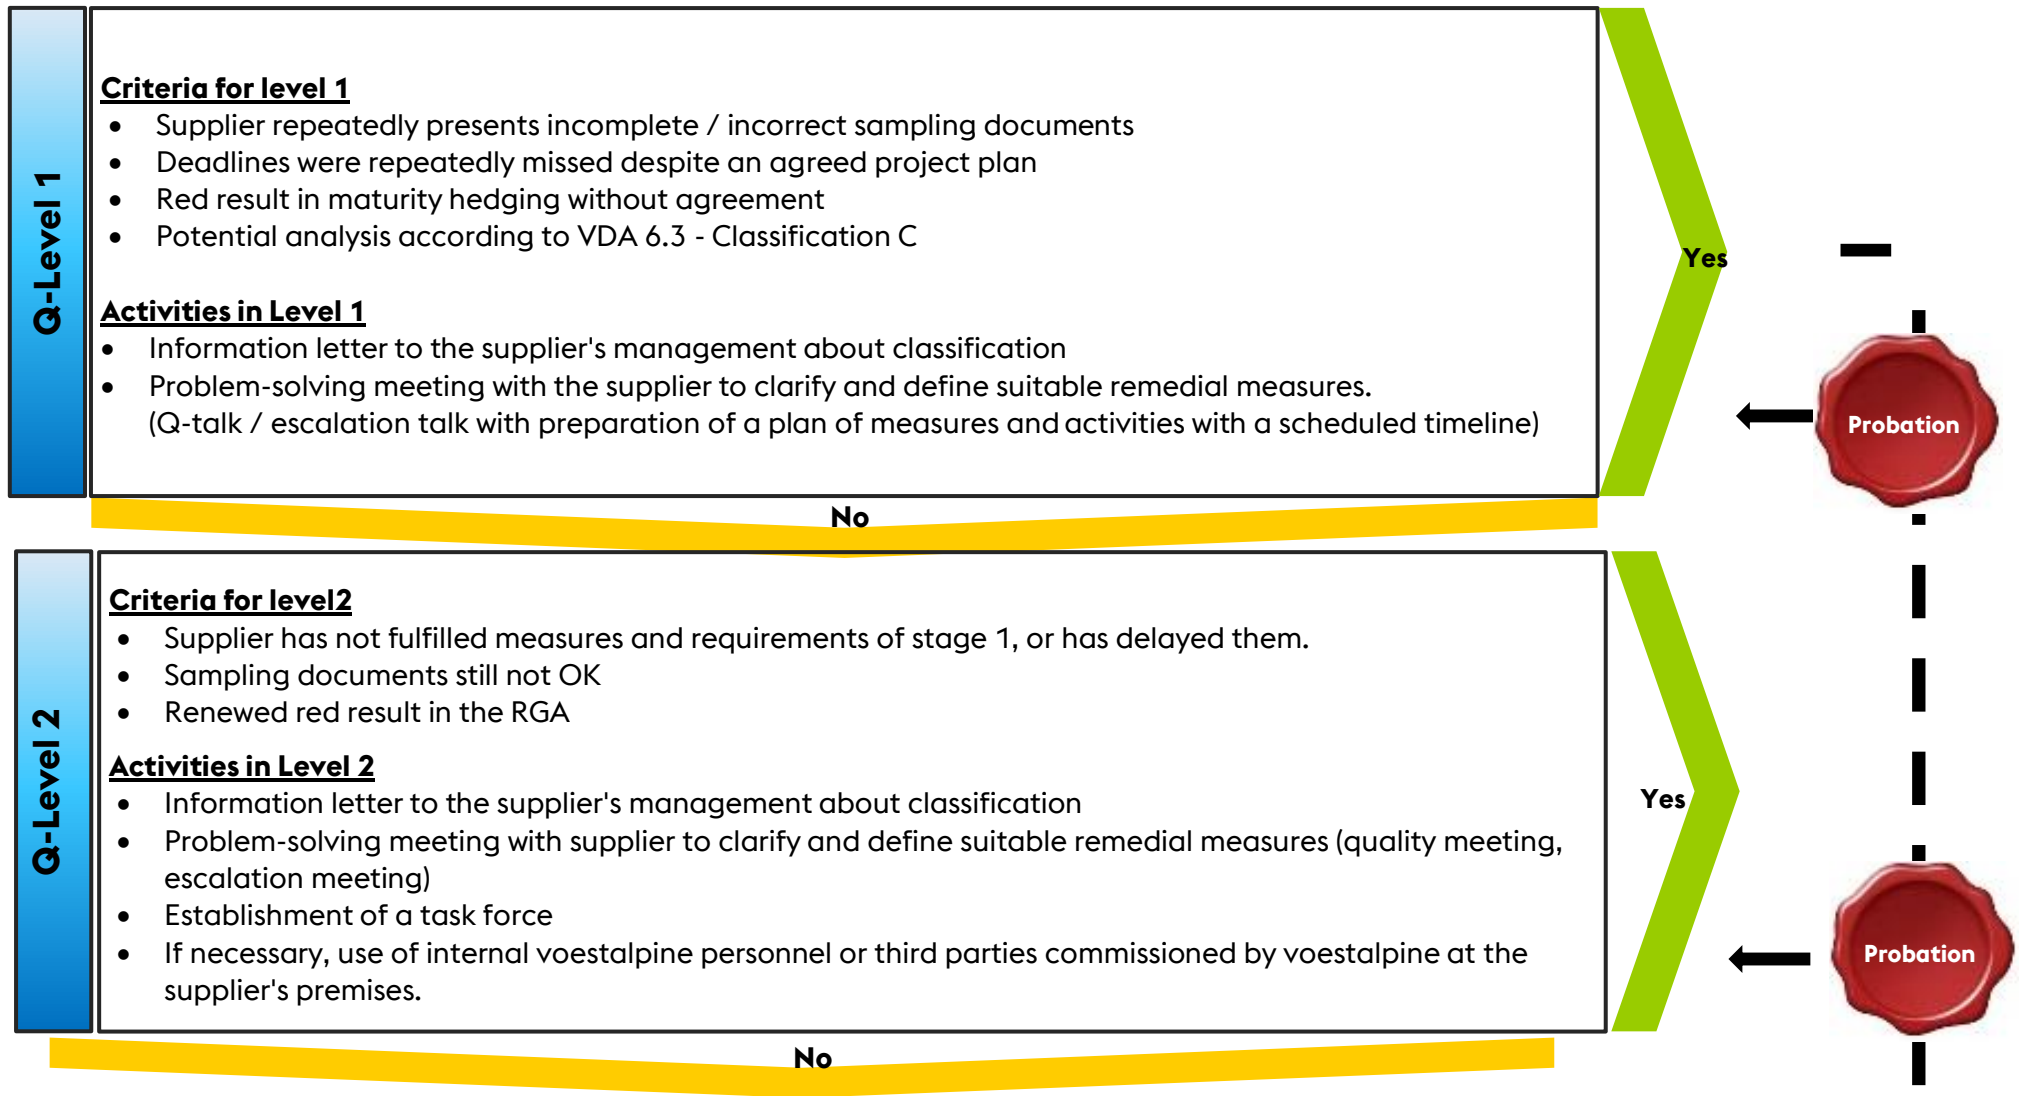 Q-Level 1
Criteria for level 1
• Supplier repeatedly presents incomplete / incorrect sampling documents
• Deadlines were repeatedly missed despite an agreed project plan
• Red result in maturity hedging without agreement
• Potential analysis according to VDA 6.3 - Classification C
Activities in Level 1
• Information letter to the supplier's management about classification
• Problem-solving meeting with the supplier to clarify and define suitable remedial measures.
(Q-talk / escalation talk with preparation of a plan of measures and activities with a scheduled timeline)
Yes
Probation
No
Q-Level 2
Criteria for level2
• Supplier has not fulfilled measures and requirements of stage 1, or has delayed them.
• Sampling documents still not OK
• Renewed red result in the RGA
Activities in Level 2
• Information letter to the supplier's management about classification
• Problem-solving meeting with supplier to clarify and define suitable remedial measures (quality meeting,
escalation meeting)
• Establishment of a task force
• If necessary, use of internal voestalpine personnel or third parties commissioned by voestalpine at the
supplier's premises.
Yes
Probation
No